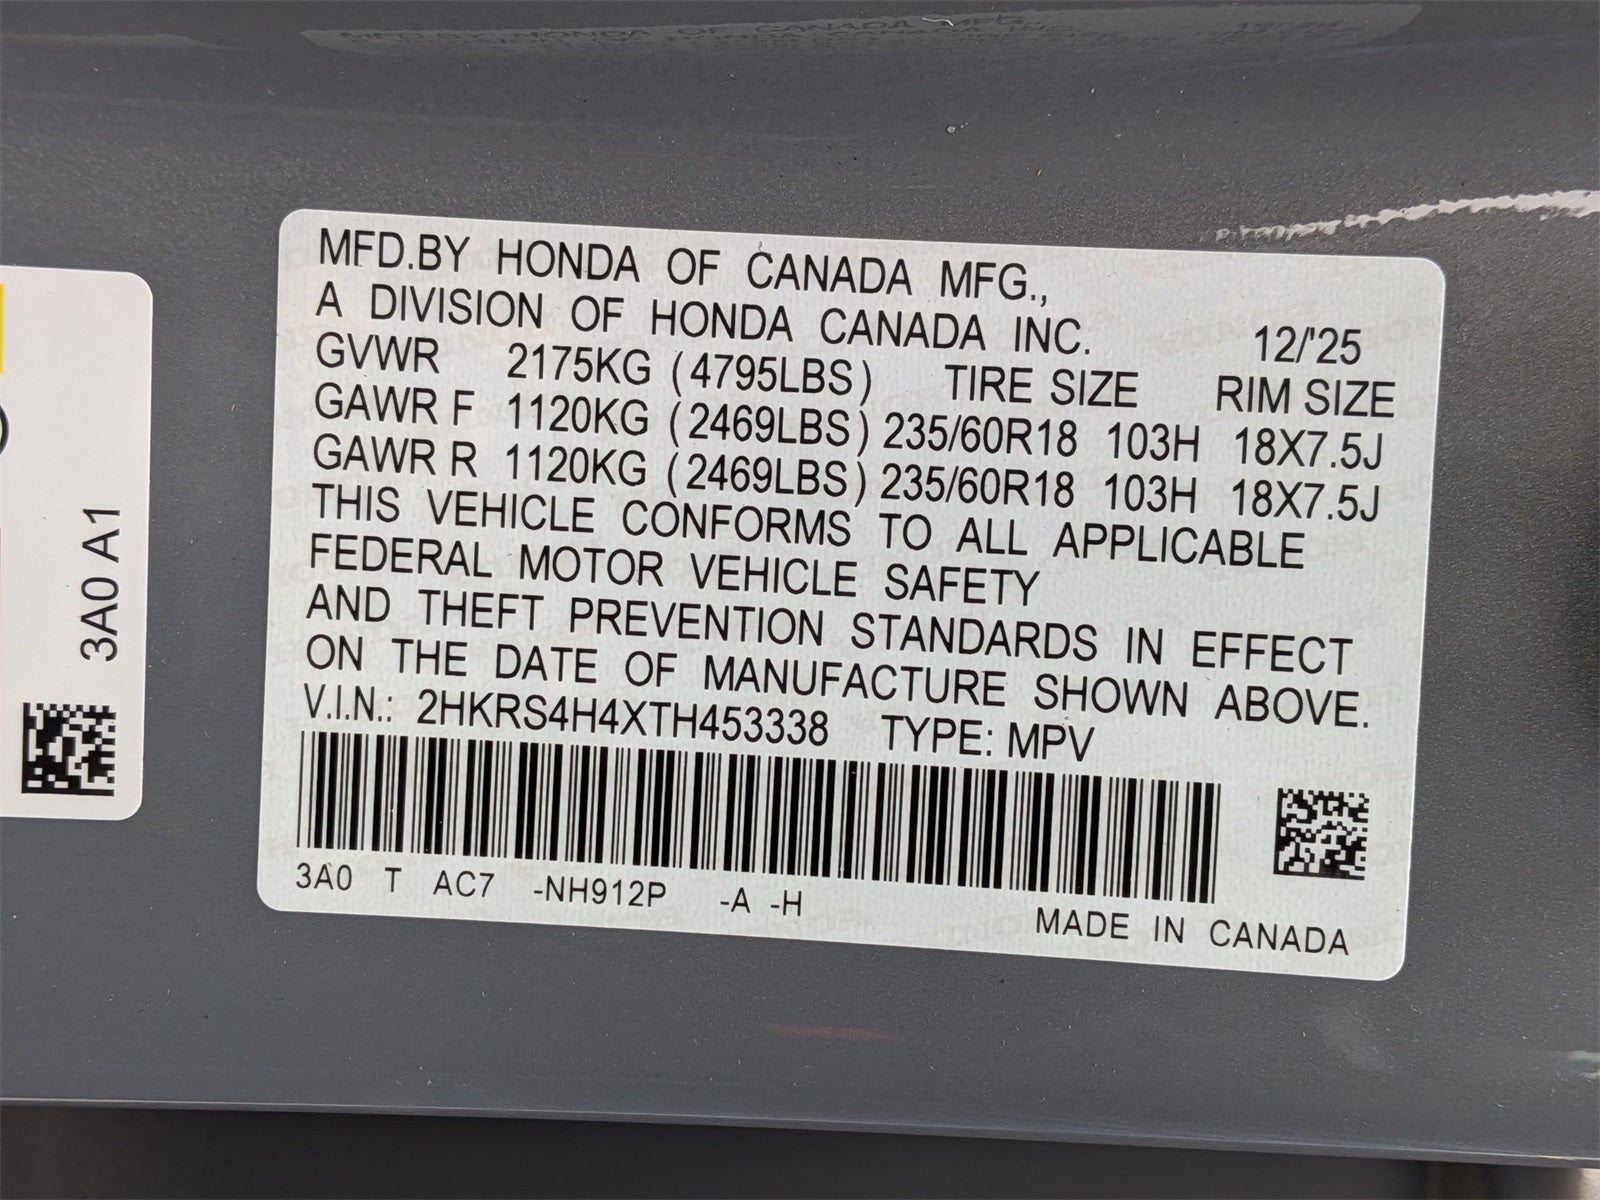 MFD.BY HONDA OF CANADA MFG.,
A DIVISION OF HONDA CANADA INC. 12/'25
GVWR 2175KG (4795LBS) TIRE SIZE RIM SIZE
GAWR F 1120KG (2469LBS) 235/60R18 103H 18X7.5J
GAWR R 1120KG (2469LBS) 235/60R18 103H 18X7.5J
THIS VEHICLE CONFORMS TO ALL APPLICABLE
FEDERAL MOTOR VEHICLE SAFETY
AND THEFT PREVENTION STANDARDS IN EFFECT
ON THE DATE OF MANUFACTURE SHOWN ABOVE.
V.I.N.: 2HKRS4H4XTH453338 TYPE: MPV
3A0 T AC7 -NH912P -A -H
MADE IN CANADA
3A0 A1